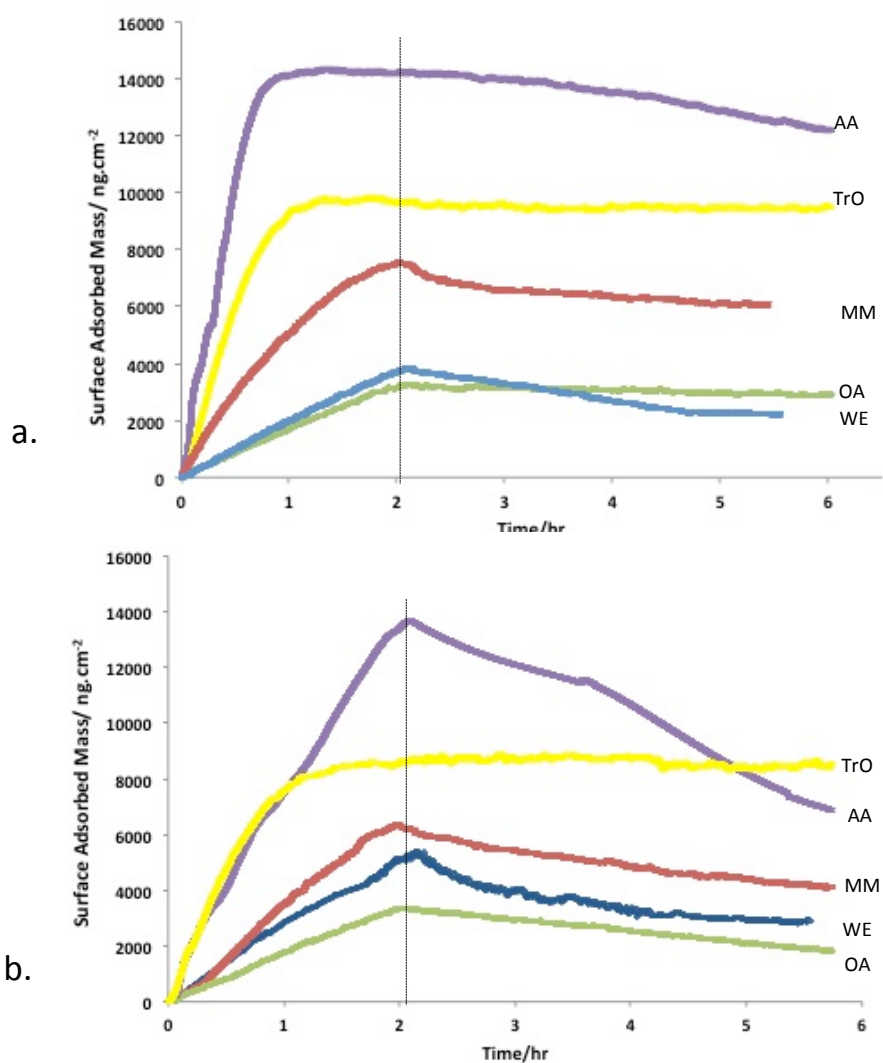 16000
14000
12000
10000
8000
6000
4000
2000
0
Surface Adsorbed Mass/ ng.cm-2
AA
TrO
MM
OA
WE
a.
0 1 2 3 4 5 6
Time/hr
16000
14000
12000
10000
8000
6000
4000
2000
0
Surface Adsorbed Mass/ ng.cm-2
TrO
AA
MM
WE
OA
b.
0 1 2 3 4 5 6
Time/hr